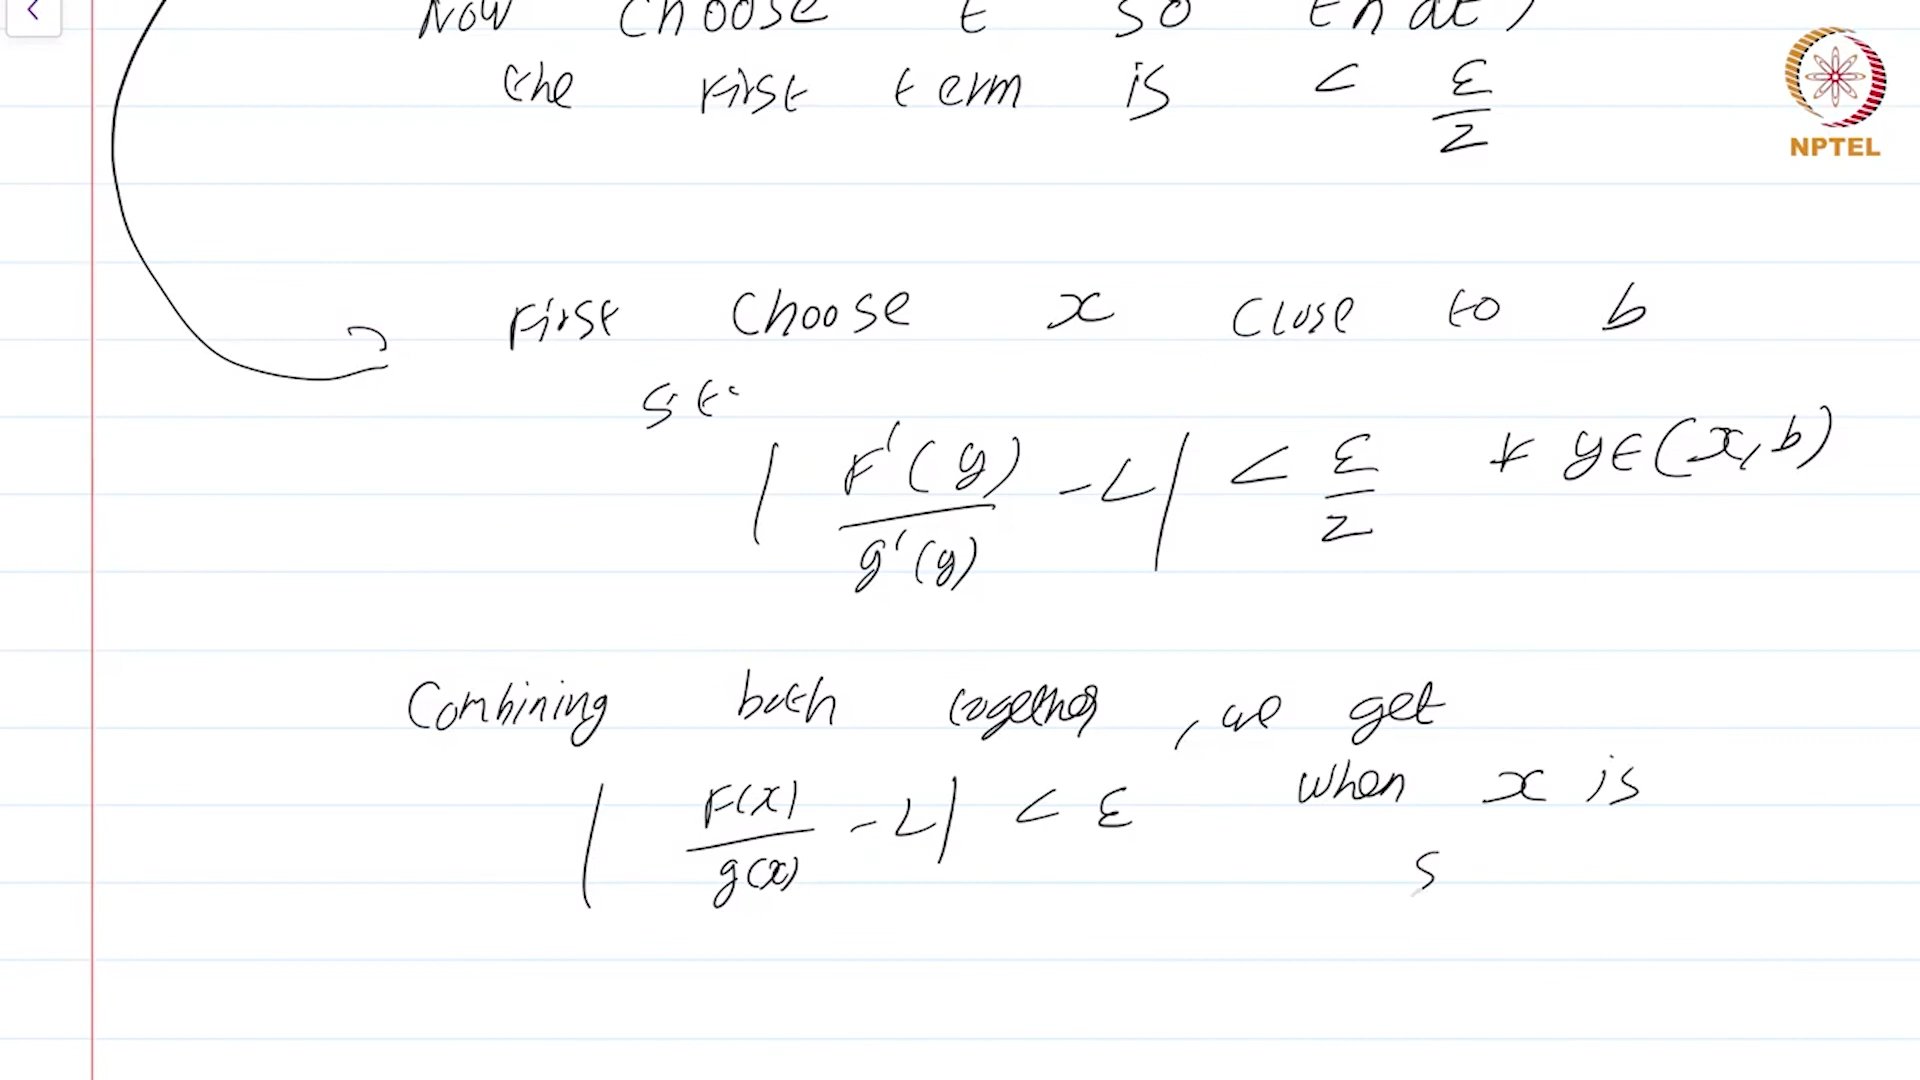 Now choose t so that,
the first term is < ε/2
NPTEL
First choose x close to b
s.t.
| F'(y)/g'(y) - L | < ε/2 ∀ y ∈ (x, b)
Combining both together, we get
| F(x)/g(x) - L | < ε when x is
s